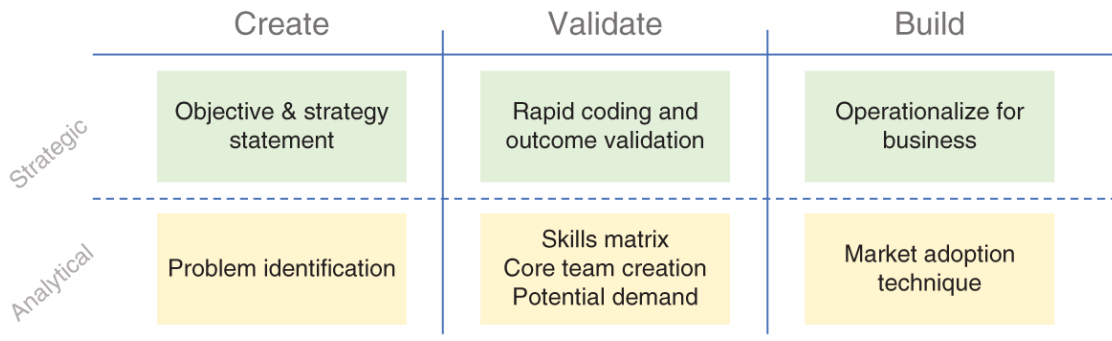 Create
Validate
Build
Strategic
Objective & strategy
statement
Rapid coding and
outcome validation
Operationalize for
business
Analytical
Problem identification
Skills matrix
Core team creation
Potential demand
Market adoption
technique